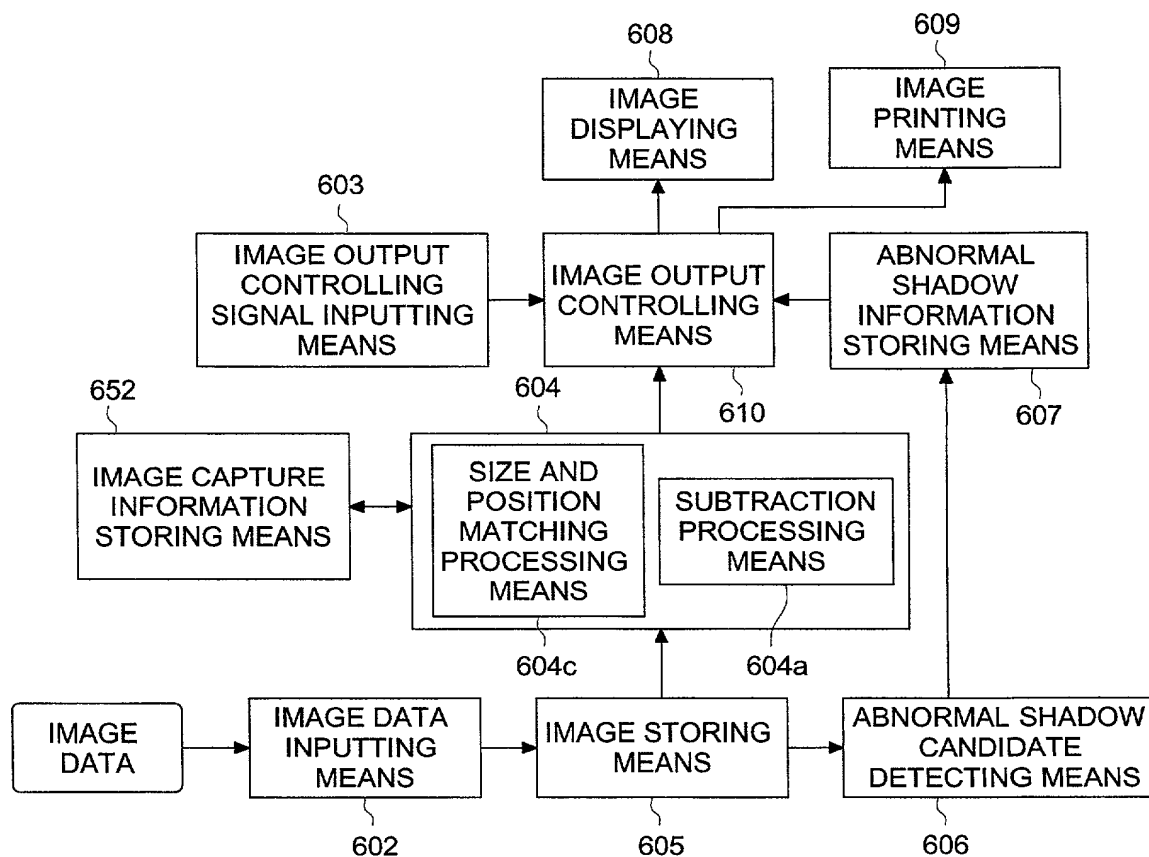 608
609
IMAGE
DISPLAYING
MEANS
IMAGE
PRINTING
MEANS
603
IMAGE OUTPUT
CONTROLLING
SIGNAL INPUTTING
MEANS
IMAGE OUTPUT
CONTROLLING
MEANS
ABNORMAL
SHADOW
INFORMATION
STORING MEANS
652
604
610
607
IMAGE CAPTURE
INFORMATION
STORING MEANS
SIZE AND
POSITION
MATCHING
PROCESSING
MEANS
SUBTRACTION
PROCESSING
MEANS
604c
604a
IMAGE
DATA
IMAGE DATA
INPUTTING
MEANS
IMAGE STORING
MEANS
ABNORMAL SHADOW
CANDIDATE
DETECTING MEANS
602
605
606